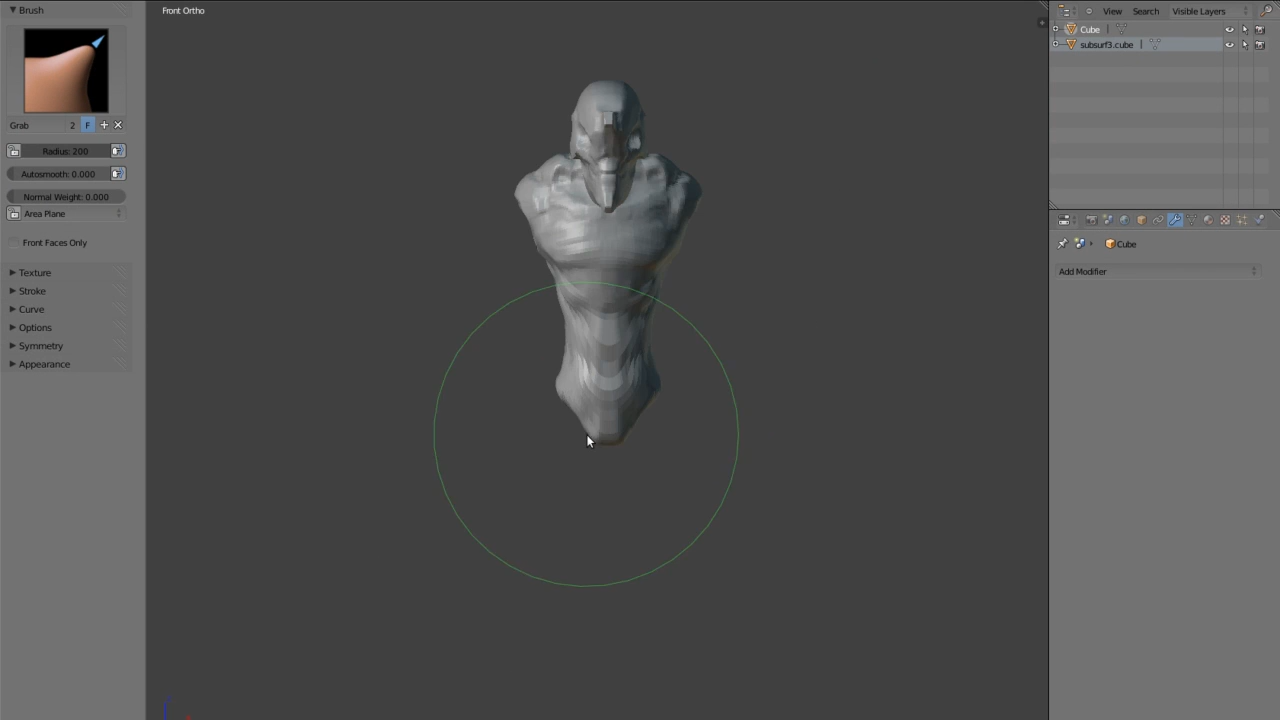 Brush
Front Ortho
View Search Visible Layers
Cube
subsurf3.cube
Grab 2 F
Radius: 200
Autosmooth: 0.000
Normal Weight: 0.000
Area Plane
Front Faces Only
Cube
Texture
Add Modifier
Stroke
Curve
Options
Symmetry
Appearance